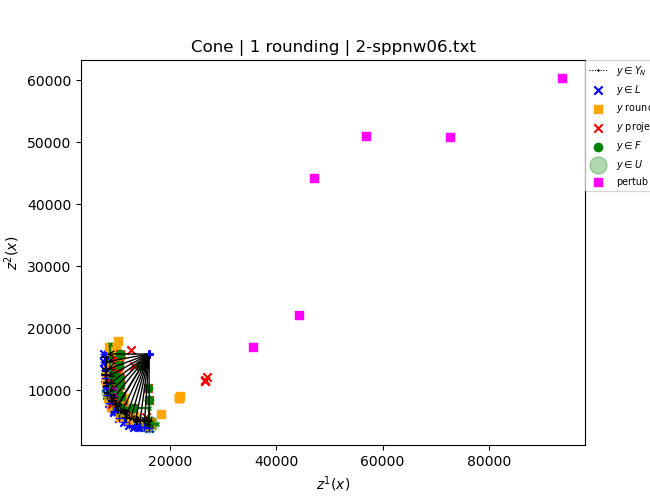 Cone | 1 rounding | 2-sppnw06.txt
60000
50000
40000
30000
20000
10000
z²(x)
20000 40000 60000 80000
z¹(x)
y ∈ Y_N
y ∈ L
y roun
y proje
y ∈ F
y ∈ U
pertub